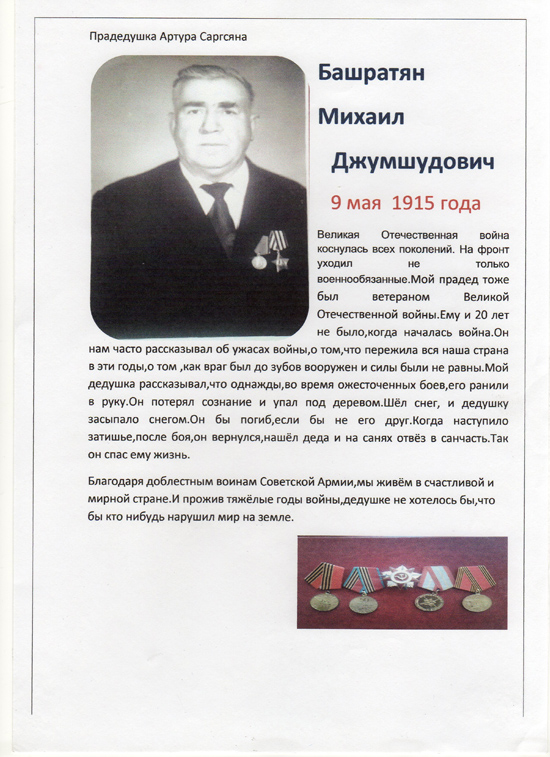 Прадедушка Артура Саргсяна
Башратян
Михаил
Джумшудович
9 мая 1915 года
Великая Отечественная война
коснулась всех поколений. На фронт
уходил не только
военнообязанные.Мой прадед тоже
был ветераном Великой
Отечественной войны.Ему и 20 лет
не было,когда началась война.Он
нам часто рассказывал об ужасах войны,о том,что пережила вся наша страна
в эти годы,о том ,как враг был до зубов вооружен и силы были не равны.Мой
дедушка рассказывал,что однажды,во время ожесточенных боев,его ранили
в руку.Он потерял сознание и упал под деревом.Шёл снег, и дедушку
засыпало снегом.Он бы погиб,если бы не его друг.Когда наступило
затишье,после боя,он вернулся,нашёл деда и на санях отвёз в санчасть.Так
он спас ему жизнь.
Благодаря доблестным воинам Советской Армии,мы живём в счастливой и
мирной стране.И прожив тяжёлые годы войны,дедушке не хотелось бы,что
бы кто нибудь нарушил мир на земле.